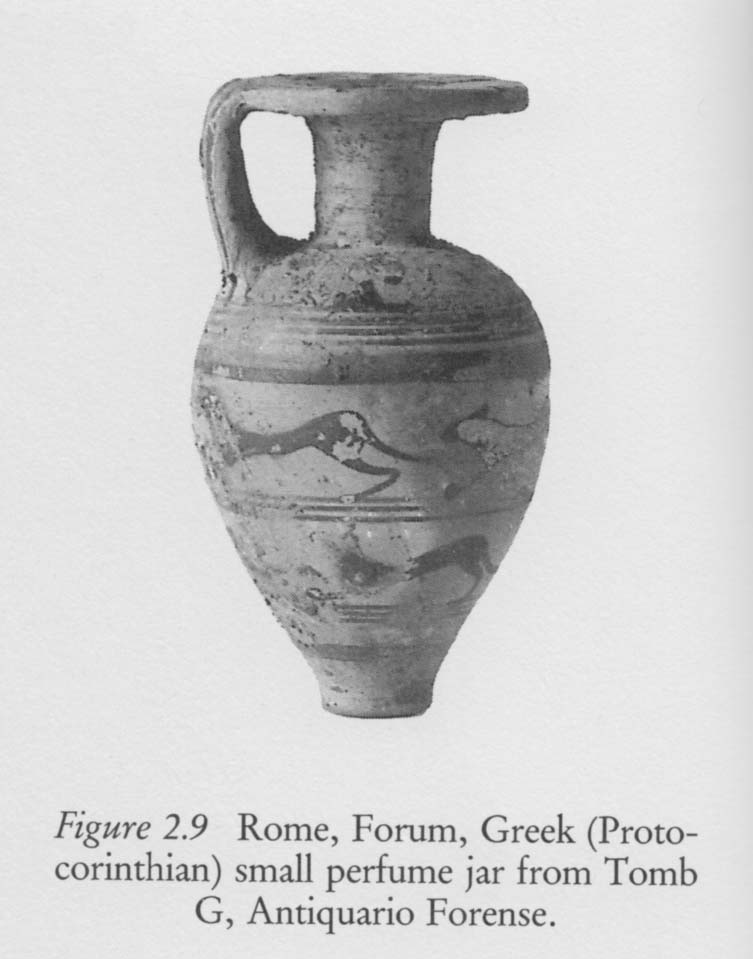 Figure 2.9 Rome, Forum, Greek (Proto-
corinthian) small perfume jar from Tomb
G, Antiquario Forense.